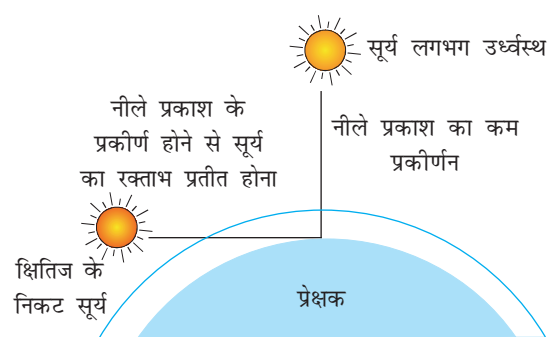 सूर्य लगभग उर्ध्वस्थ
नीले प्रकाश के
प्रकीर्ण होने से सूर्य
का रक्ताभ प्रतीत होना
नीले प्रकाश का कम
प्रकीर्णन
क्षितिज के
निकट सूर्य
प्रेक्षक